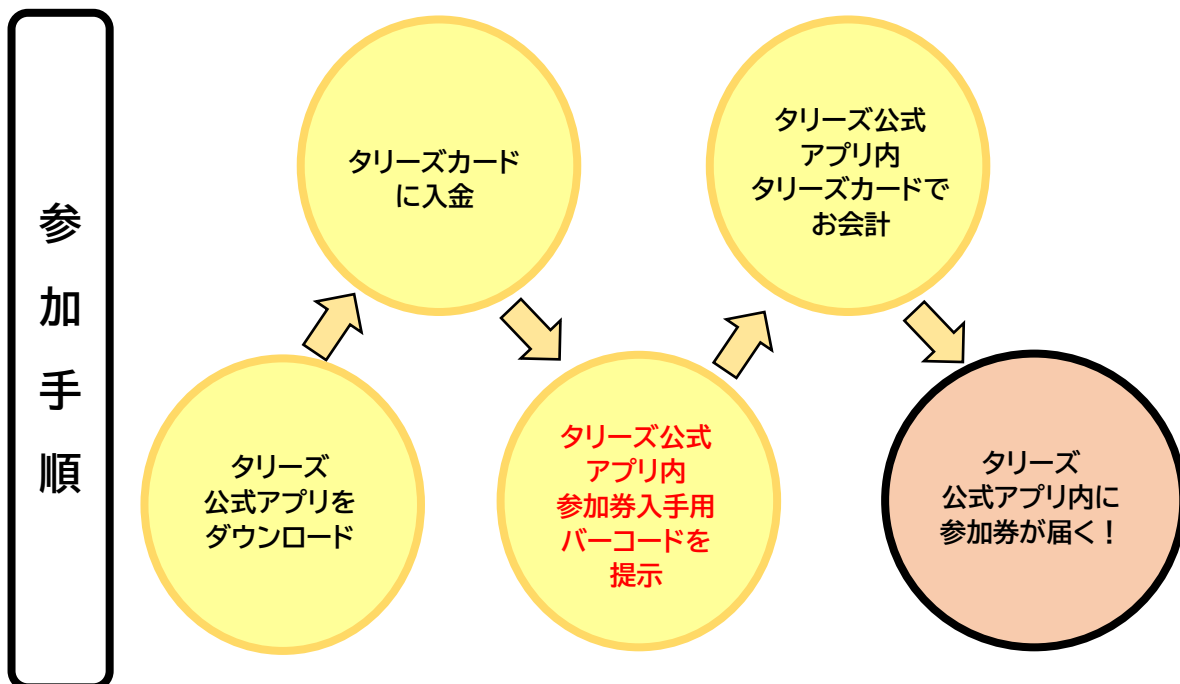 参加手順
タリーズ
公式アプリを
ダウンロード
タリーズカード
に入金
タリーズ公式
アプリ内
参加券入手用
バーコードを
提示
タリーズ公式
アプリ内
タリーズカードで
お会計
タリーズ
公式アプリ内に
参加券が届く！